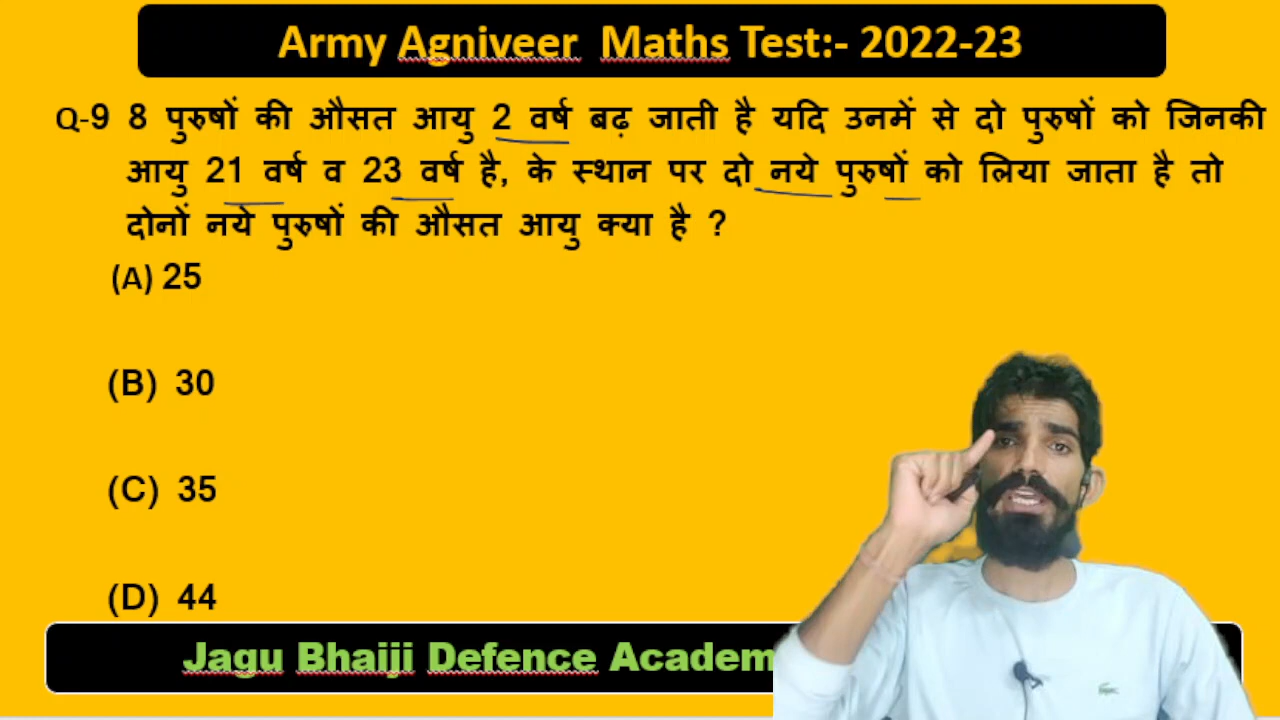 Army Agniveer Maths Test:- 2022-23
Q-9 8 पुरुषों की औसत आयु 2 वर्ष बढ़ जाती है यदि उनमें से दो पुरुषों को जिनकी
आयु 21 वर्ष व 23 वर्ष है, के स्थान पर दो नये पुरुषों को लिया जाता है तो
दोनों नये पुरुषों की औसत आयु क्या है ?
(A) 25
(B) 30
(C) 35
(D) 44
Jagu Bhaiji Defence Academ